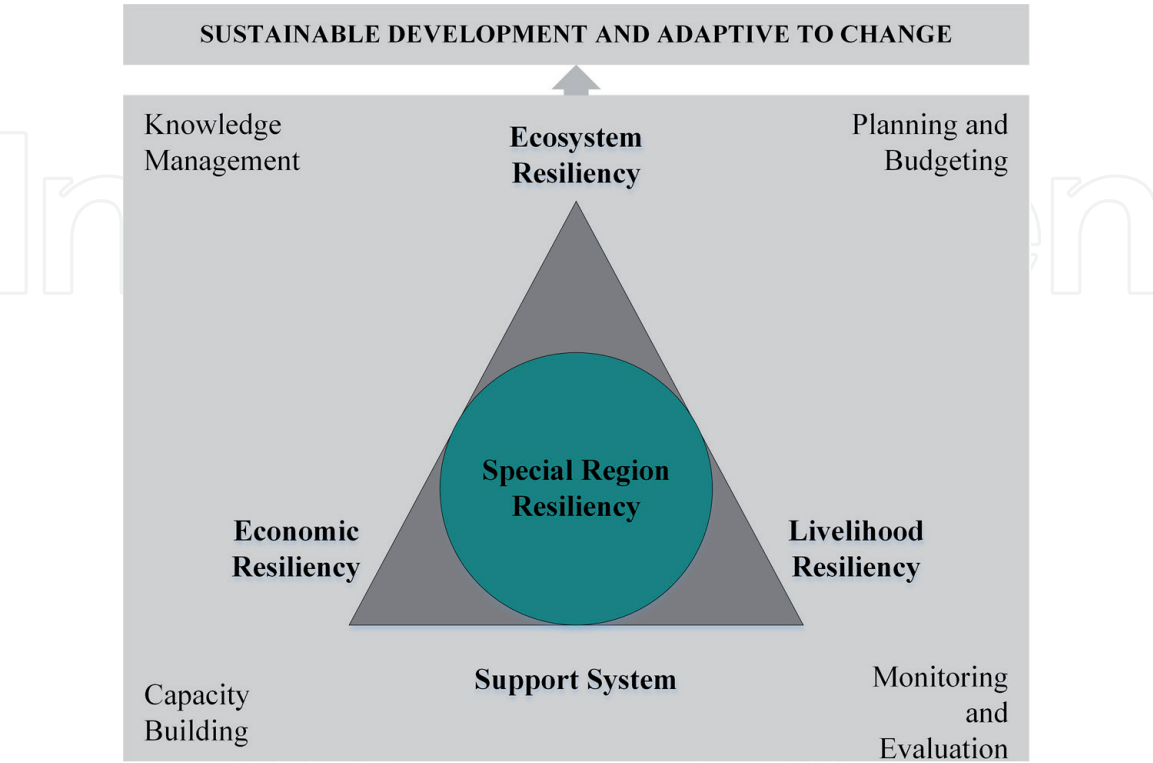 SUSTAINABLE DEVELOPMENT AND ADAPTIVE TO CHANGE
Knowledge
Management
Ecosystem
Resiliency
Planning and
Budgeting
Special Region
Resiliency
Economic
Resiliency
Livelihood
Resiliency
Support System
Capacity
Building
Monitoring
and
Evaluation